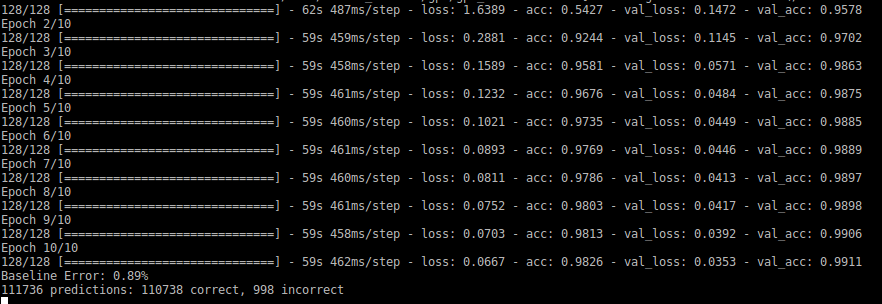 128/128 [==============================] - 62s 487ms/step - loss: 1.6389 - acc: 0.5427 - val_loss: 0.1472 - val_acc: 0.9578
Epoch 2/10
128/128 [==============================] - 59s 459ms/step - loss: 0.2881 - acc: 0.9244 - val_loss: 0.1145 - val_acc: 0.9702
Epoch 3/10
128/128 [==============================] - 59s 458ms/step - loss: 0.1589 - acc: 0.9581 - val_loss: 0.0571 - val_acc: 0.9863
Epoch 4/10
128/128 [==============================] - 59s 461ms/step - loss: 0.1232 - acc: 0.9676 - val_loss: 0.0484 - val_acc: 0.9875
Epoch 5/10
128/128 [==============================] - 59s 460ms/step - loss: 0.1021 - acc: 0.9735 - val_loss: 0.0449 - val_acc: 0.9885
Epoch 6/10
128/128 [==============================] - 59s 461ms/step - loss: 0.0893 - acc: 0.9769 - val_loss: 0.0446 - val_acc: 0.9889
Epoch 7/10
128/128 [==============================] - 59s 460ms/step - loss: 0.0811 - acc: 0.9786 - val_loss: 0.0413 - val_acc: 0.9897
Epoch 8/10
128/128 [==============================] - 59s 461ms/step - loss: 0.0752 - acc: 0.9803 - val_loss: 0.0417 - val_acc: 0.9898
Epoch 9/10
128/128 [==============================] - 59s 458ms/step - loss: 0.0703 - acc: 0.9813 - val_loss: 0.0392 - val_acc: 0.9906
Epoch 10/10
128/128 [==============================] - 59s 462ms/step - loss: 0.0667 - acc: 0.9826 - val_loss: 0.0353 - val_acc: 0.9911
Baseline Error: 0.89%
111736 predictions: 110738 correct, 998 incorrect